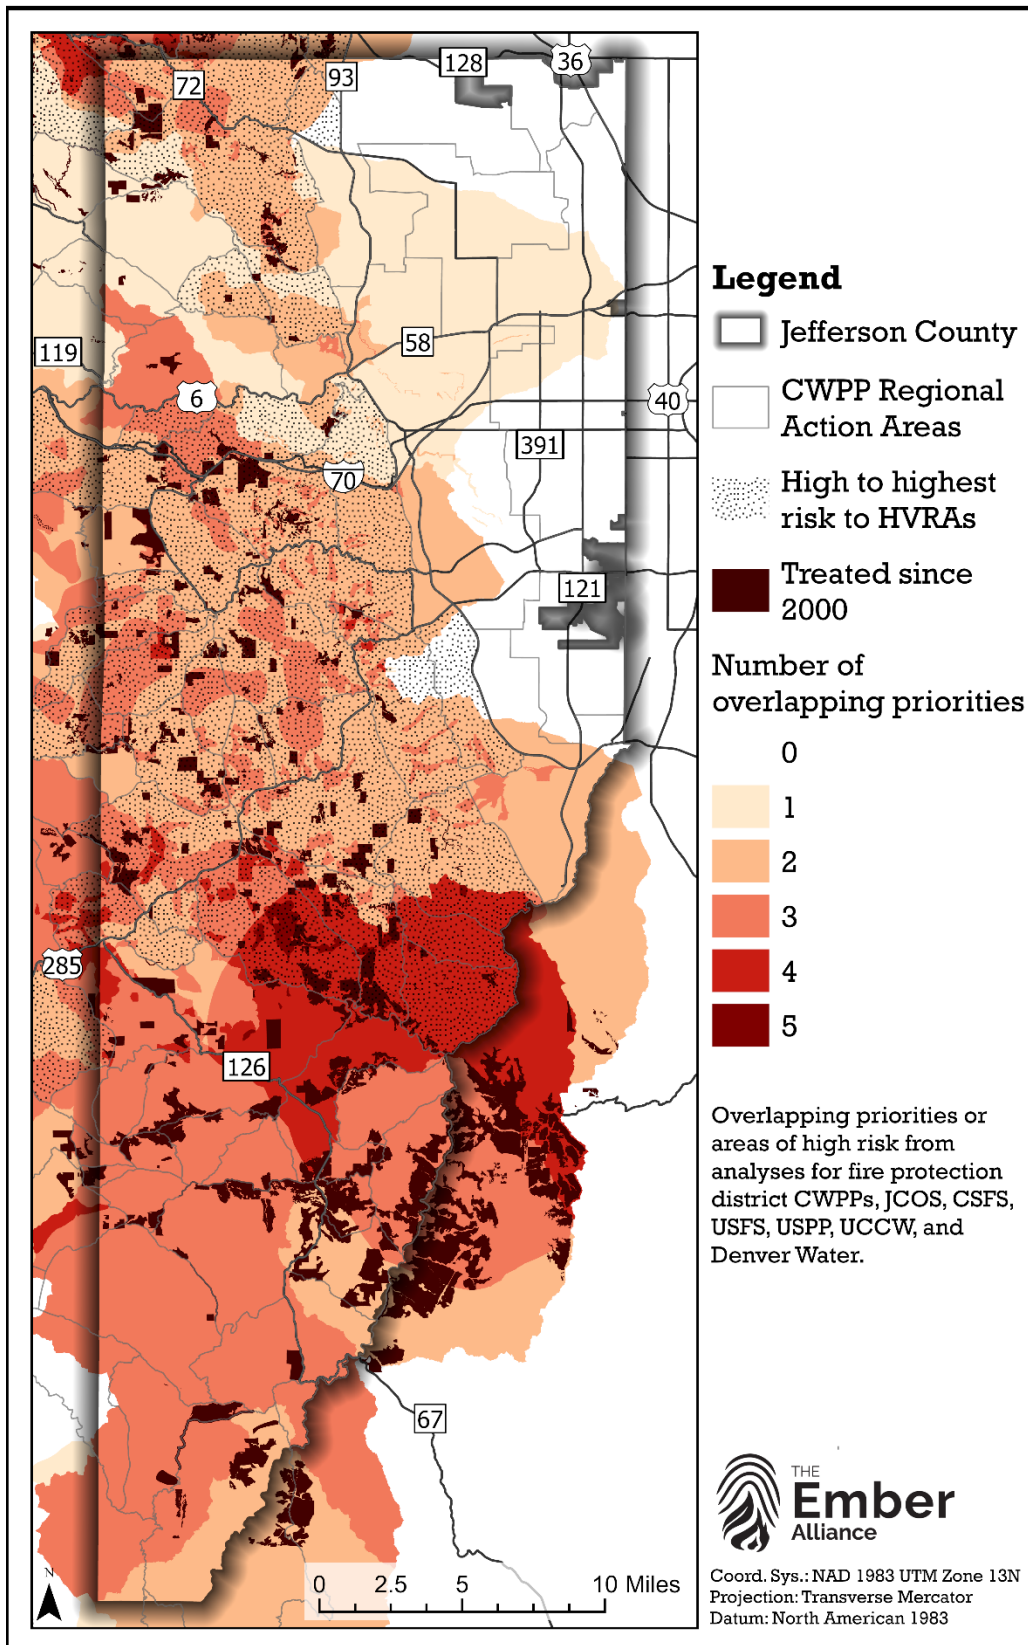 72
93
128
36
119
58
6
40
391
70
121
285
126
67
N
0 2.5 5 10 Miles
Legend
Jefferson County
CWPP Regional
Action Areas
High to highest
risk to HVRAs
Treated since
2000
Number of
overlapping priorities
0
1
2
3
4
5
Overlapping priorities or
areas of high risk from
analyses for fire protection
district CWPPs, JCOS, CSFS,
USFS, USPP, UCCW, and
Denver Water.
THE
Ember
Alliance
Coord. Sys.: NAD 1983 UTM Zone 13N
Projection: Transverse Mercator
Datum: North American 1983